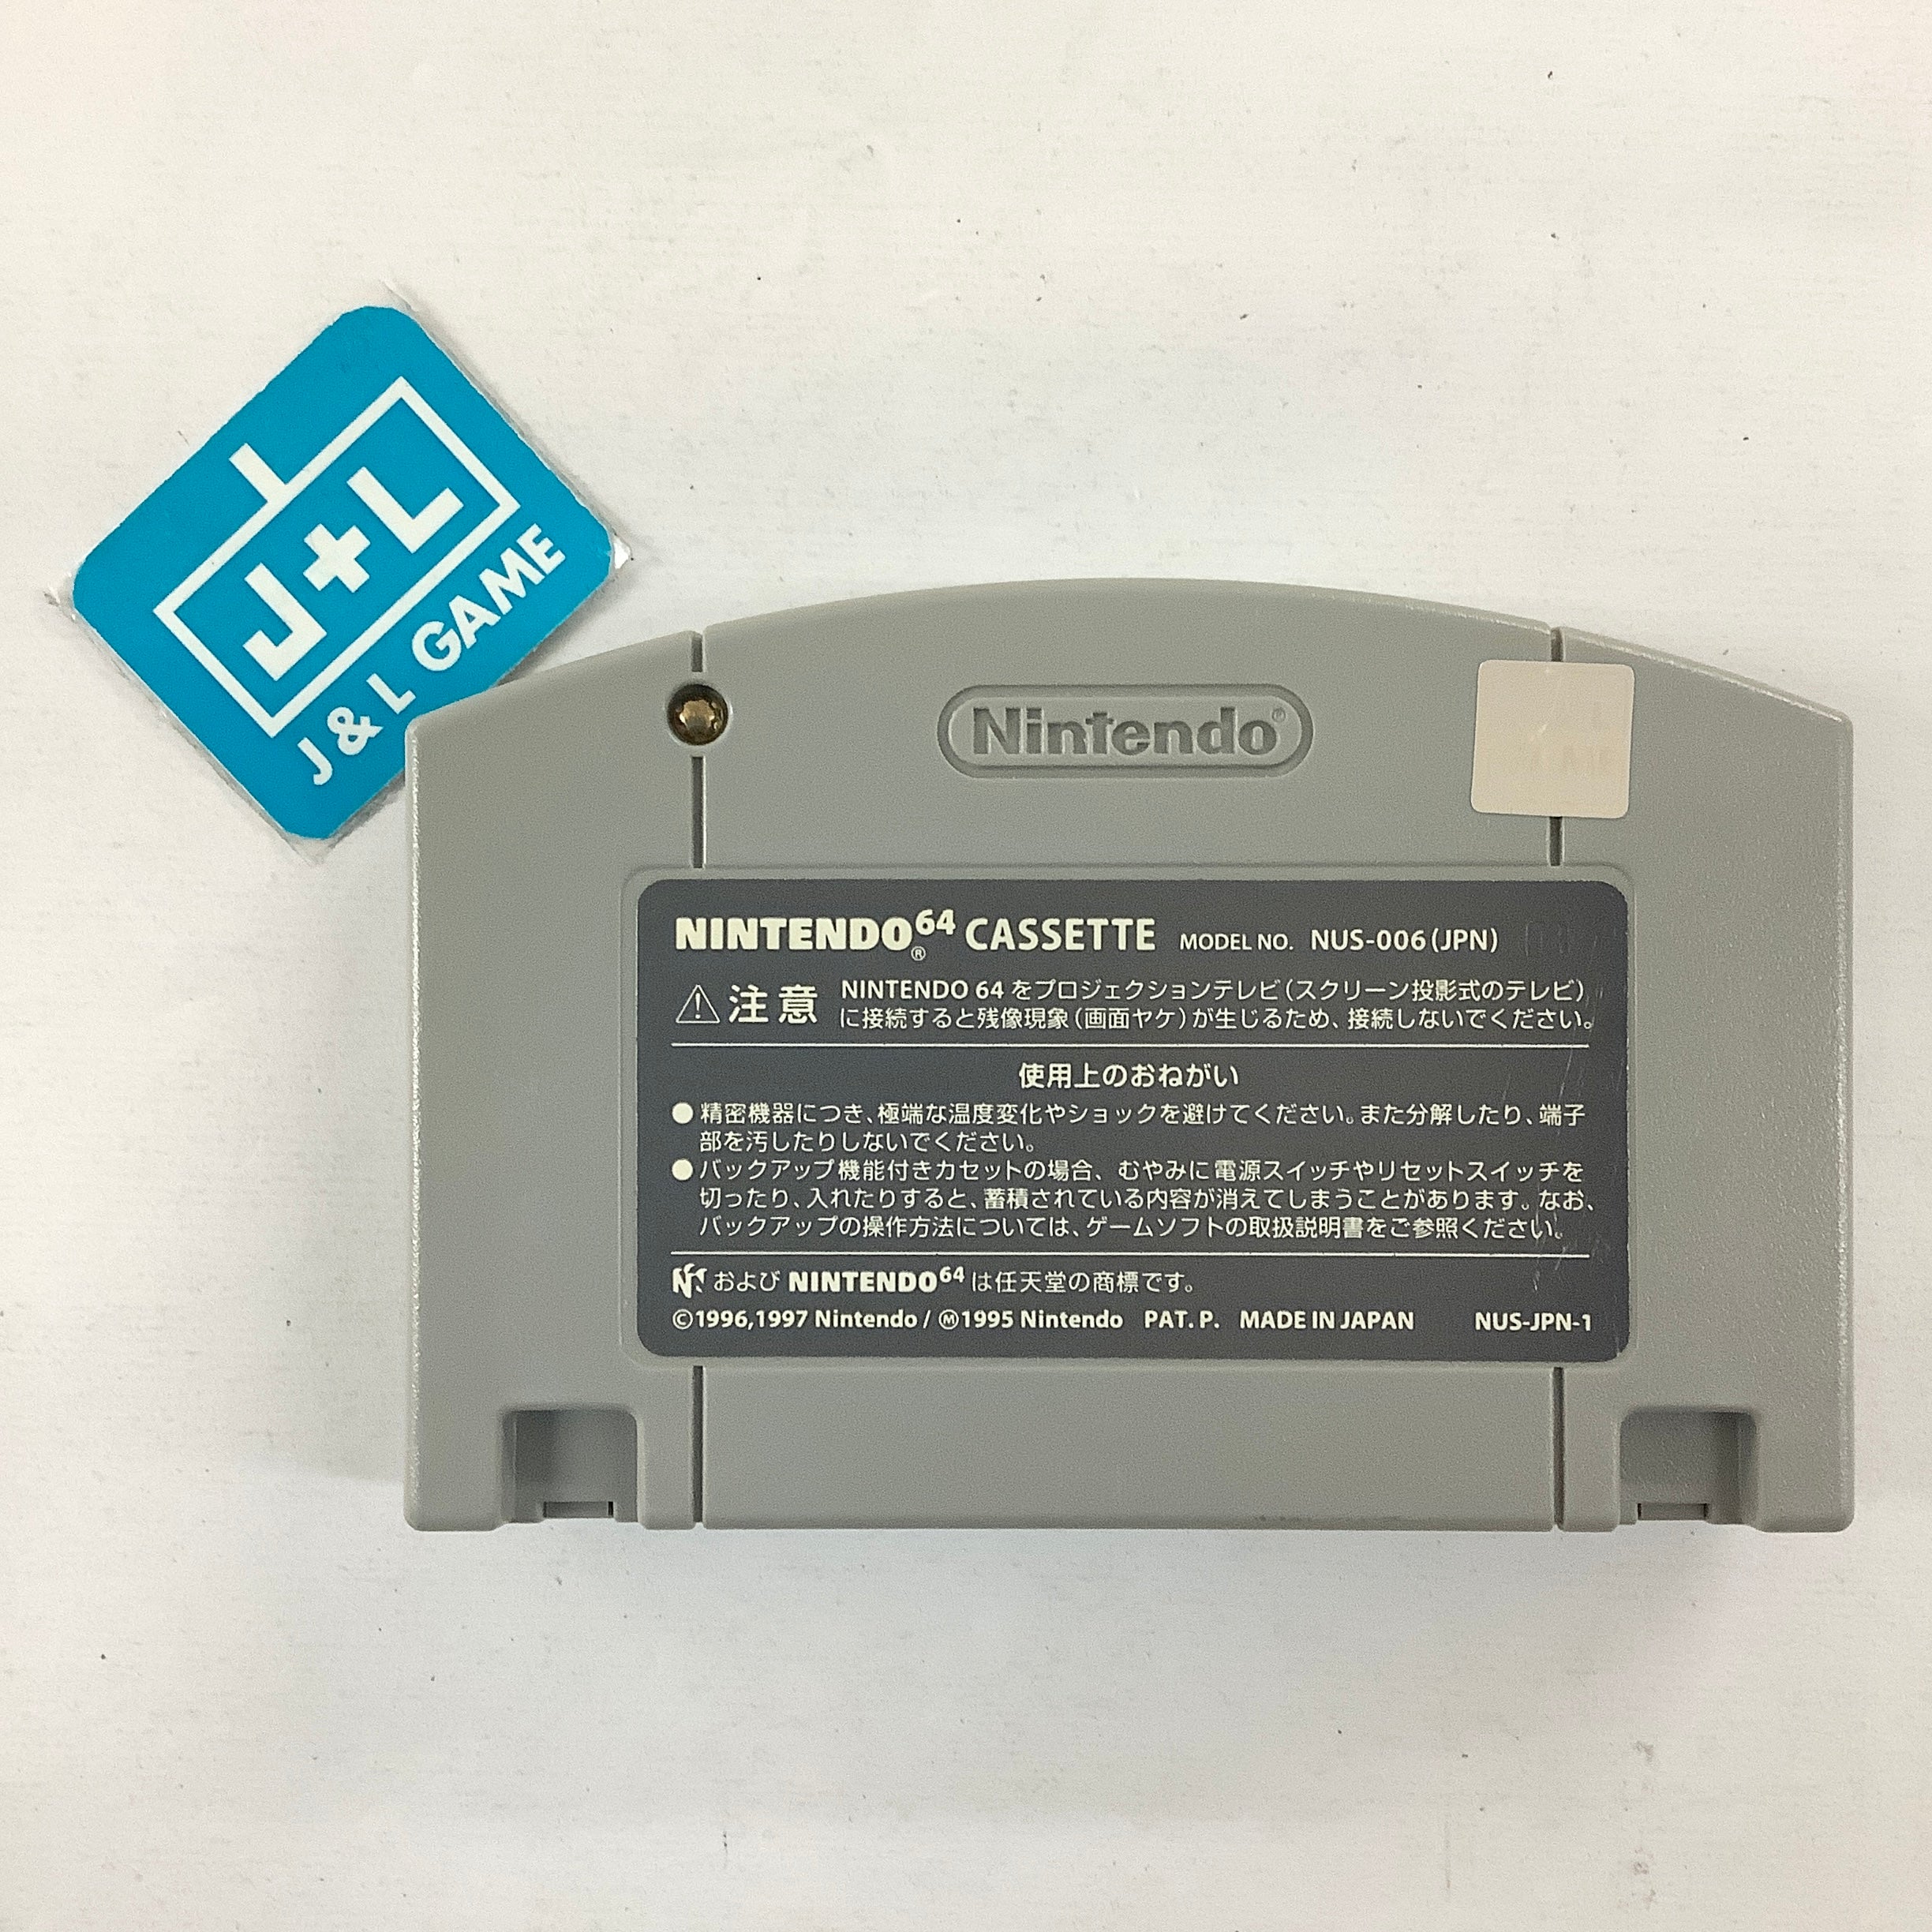 J+L
J & L GAME
Nintendo®
NINTENDO64® CASSETTE MODEL NO. NUS-006(JPN)
⚠注意 NINTENDO 64 をプロジェクションテレビ(スクリーン投影式のテレビ)
に接続すると残像現象(画面ヤケ)が生じるため、接続しないでください。
使用上のおねがい
●精密機器につき、極端な温度変化やショックを避けてください。また分解したり、端子
部を汚したりしないでください。
●バックアップ機能付きカセットの場合、むやみに電源スイッチやリセットスイッチを
切ったり、入れたりすると、蓄積されている内容が消えてしまうことがあります。なお、
バックアップの操作方法については、ゲームソフトの取扱説明書をご参照ください。
および NINTENDO64 は任天堂の商標です。
©1996,1997 Nintendo / Ⓜ1995 Nintendo PAT. P. MADE IN JAPAN NUS-JPN-1